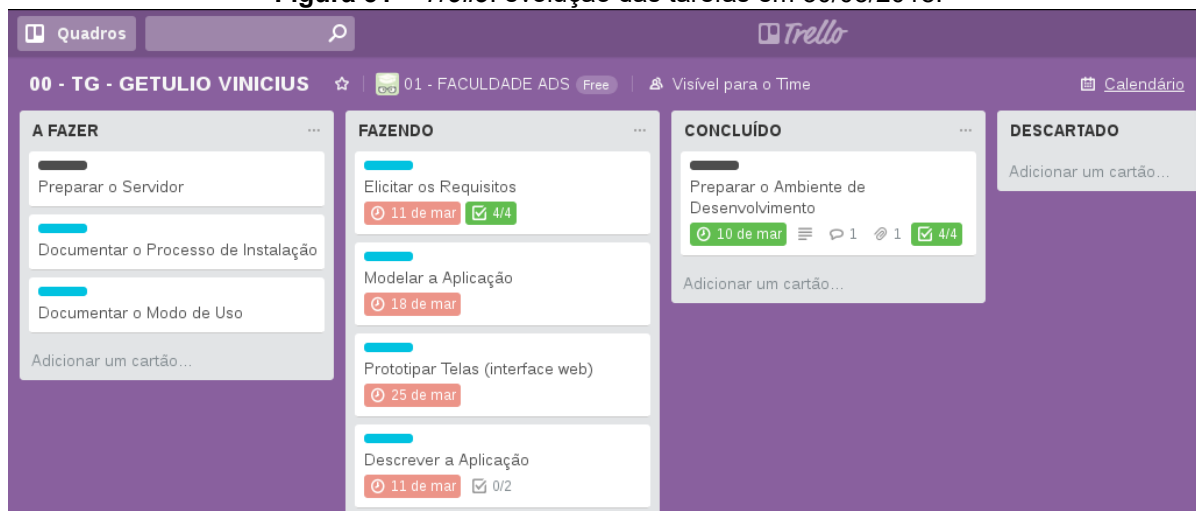 Quadros
Trello
00 - TG - GETULIO VINICIUS
01 - FACULDADE ADS
Free
Visível para o Time
Calendário
A FAZER
Preparar o Servidor
Documentar o Processo de Instalação
Documentar o Modo de Uso
Adicionar um cartão...
FAZENDO
Elicitar os Requisitos
11 de mar 4/4
Modelar a Aplicação
18 de mar
Prototipar Telas (interface web)
25 de mar
Descrever a Aplicação
11 de mar 0/2
CONCLUÍDO
Preparar o Ambiente de
Desenvolvimento
10 de mar 1 1 4/4
Adicionar um cartão...
DESCARTADO
Adicionar um cartão...